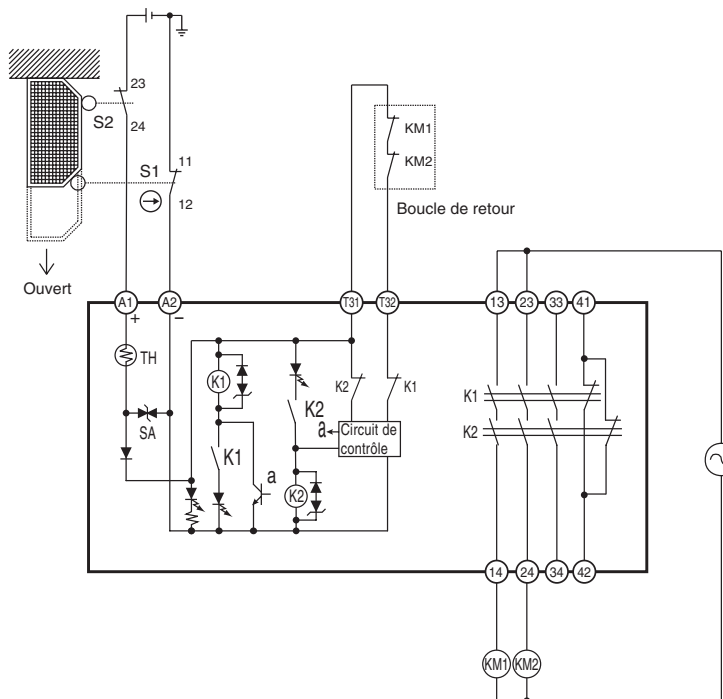 23
S2
24
11
S1
12
KM1
KM2
Boucle de retour
Ouvert
A1
A2
T31
T32
13
23
33
41
+
−
TH
K1
K2
K2
K1
K1
SA
K1
a
K2
a
Circuit de
contrôle
K2
14
24
34
42
KM1
KM2